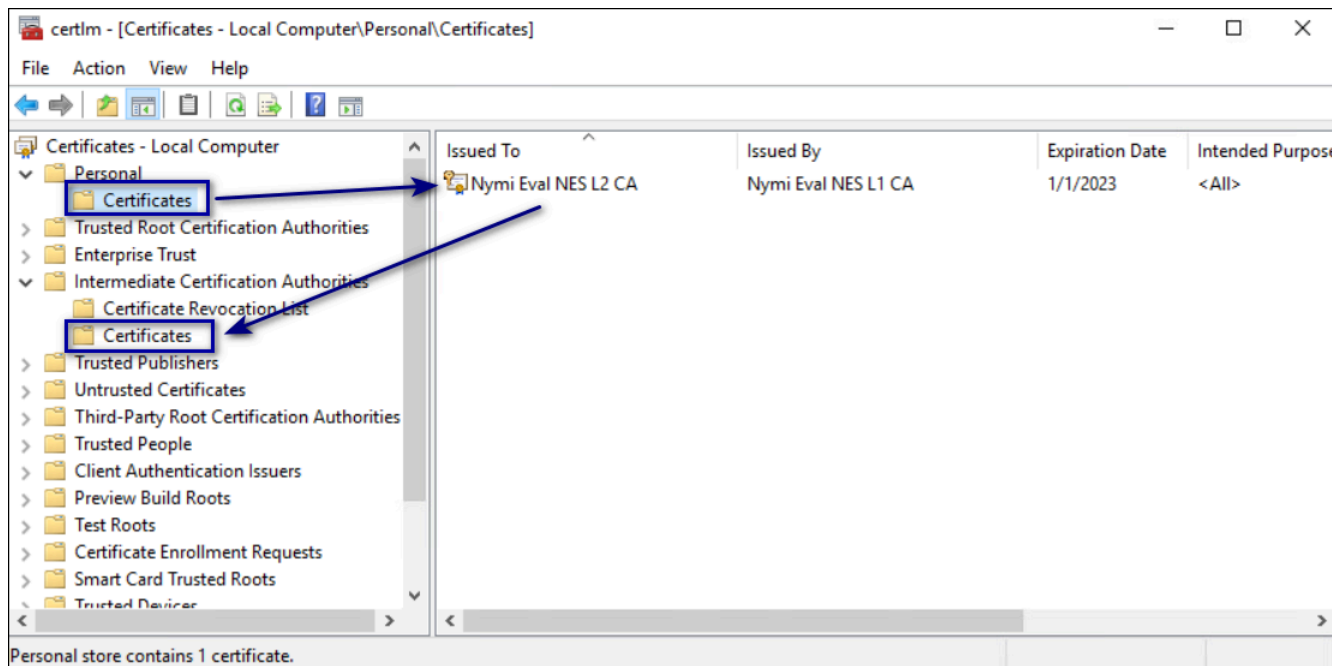 certlm - [Certificates - Local Computer\Personal\Certificates]
File Action View Help
Certificates - Local Computer
Personal
Certificates
Trusted Root Certification Authorities
Enterprise Trust
Intermediate Certification Authorities
Certificate Revocation List
Certificates
Trusted Publishers
Untrusted Certificates
Third-Party Root Certification Authorities
Trusted People
Client Authentication Issuers
Preview Build Roots
Test Roots
Certificate Enrollment Requests
Smart Card Trusted Roots
Trusted Devices
Issued To Issued By Expiration Date Intended Purpose
Nymi Eval NES L2 CA Nymi Eval NES L1 CA 1/1/2023 <All>
Personal store contains 1 certificate.